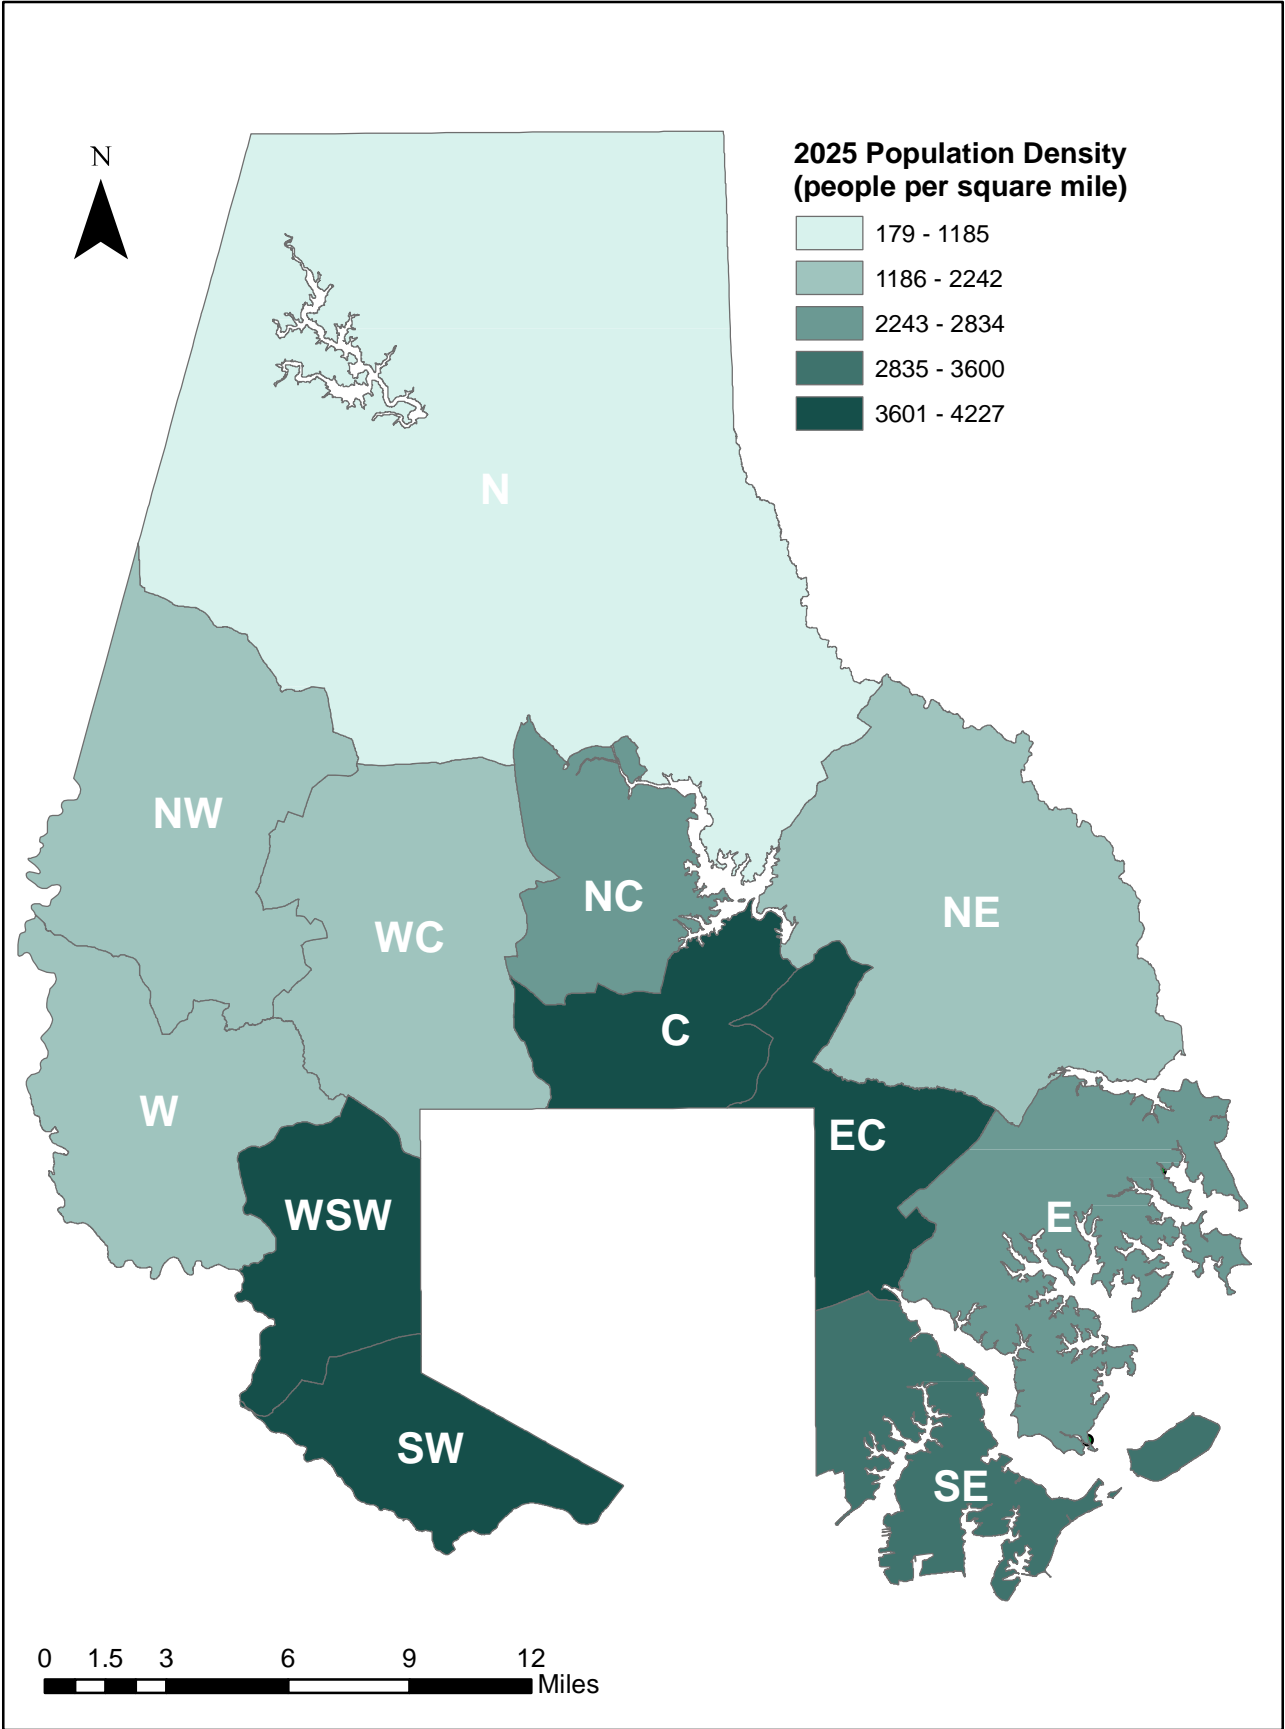 N
2025 Population Density
(people per square mile)
179 - 1185
1186 - 2242
2243 - 2834
2835 - 3600
3601 - 4227
N
NW
NC
NE
WC
C
W
EC
WSW
E
SW
SE
0 1.5 3 6 9 12
Miles